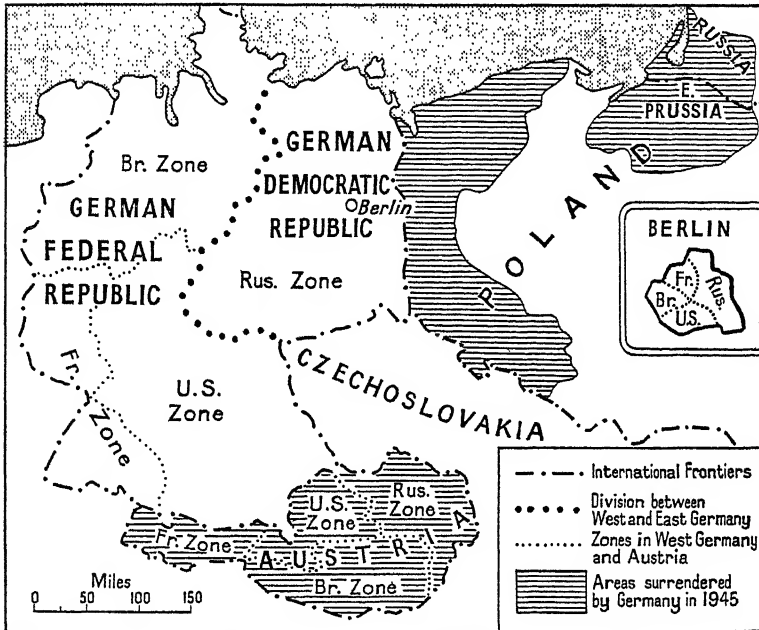 RUSSIA
E.
PRUSSIA
GERMAN
DEMOCRATIC
Berlin
REPUBLIC
Rus. Zone
Br. Zone
GERMAN
FEDERAL
REPUBLIC
POLAND
BERLIN
Fr.
Rus.
Br.
U.S.
Fr. Zone
U.S.
Zone
CZECHOSLOVAKIA
U.S.
Zone
Rus.
Zone
Fr. Zone
AUSTRIA
Br. Zone
Miles
0 50 100 150
International Frontiers
Division between
West and East Germany
Zones in West Germany
and Austria
Areas surrendered
by Germany in 1945